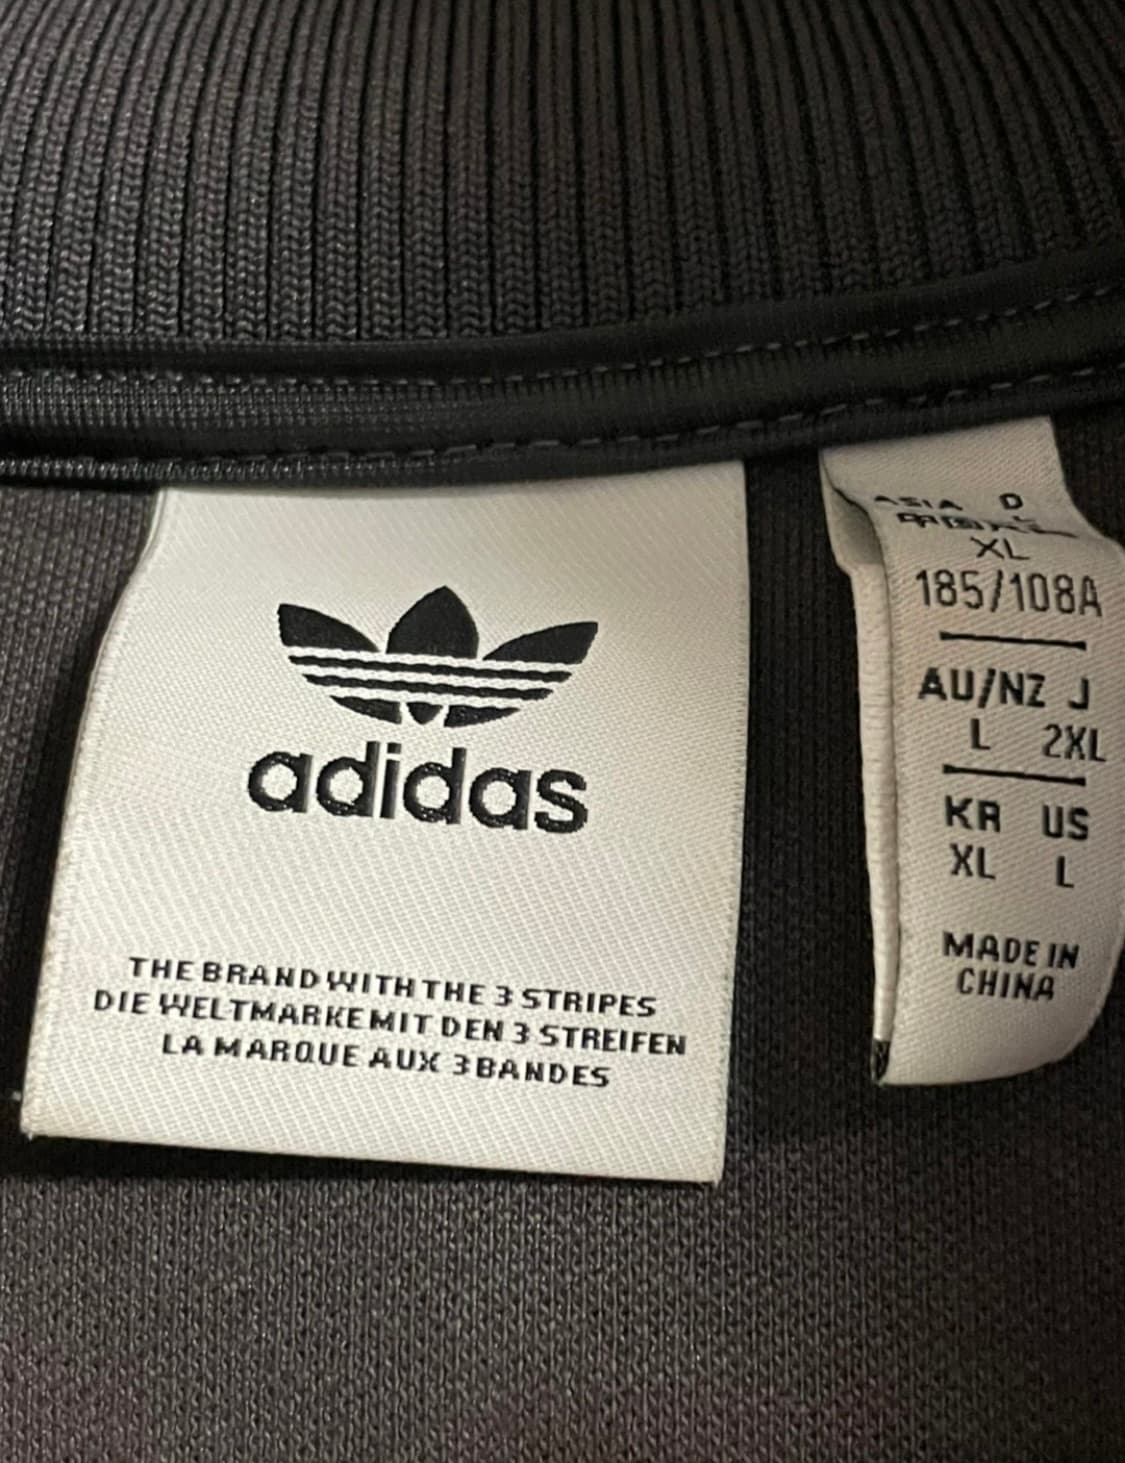 adidas
THE BRAND WITH THE 3 STRIPES
DIE WELTMARKE MIT DEN 3 STREIFEN
LA MARQUE AUX 3 BANDES
ASIA D
XL
185/108A
AU/NZ J
L 2XL
KR US
XL L
MADE IN
CHINA